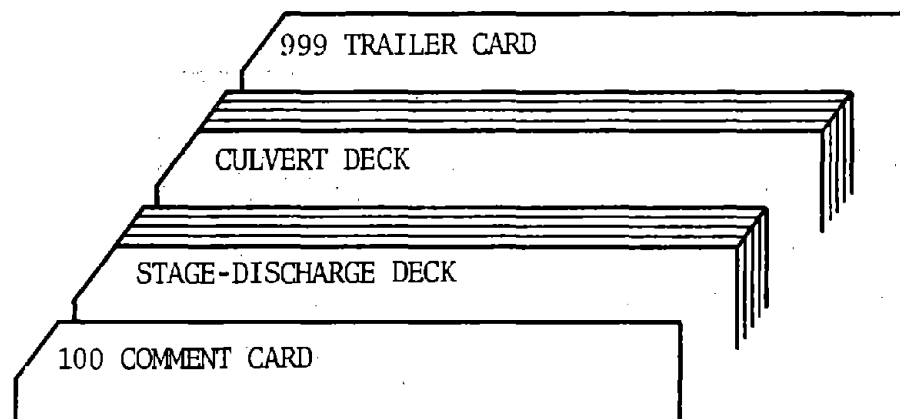 999 TRAILER CARD
CULVERT DECK
STAGE-DISCHARGE DECK
100 COMMENT CARD